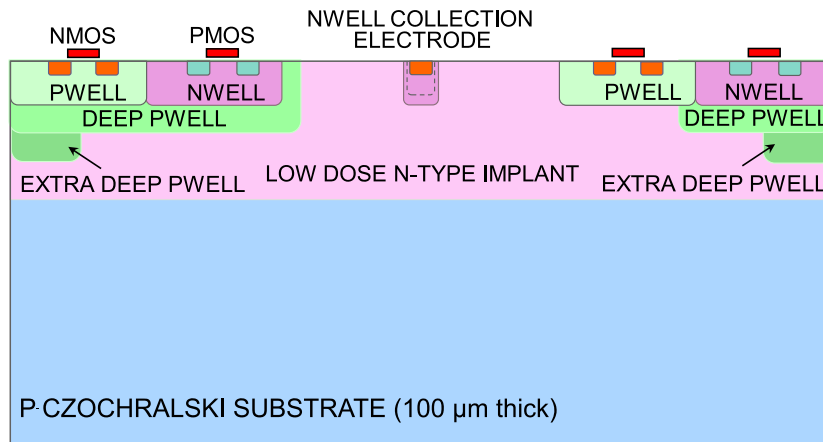 NWELL COLLECTION
ELECTRODE
NMOS
PMOS
PWELL
NWELL
PWELL
NWELL
DEEP PWELL
DEEP PWELL
EXTRA DEEP PWELL
LOW DOSE N-TYPE IMPLANT
EXTRA DEEP PWELL
P-CZOCHRALSKI SUBSTRATE (100 µm thick)